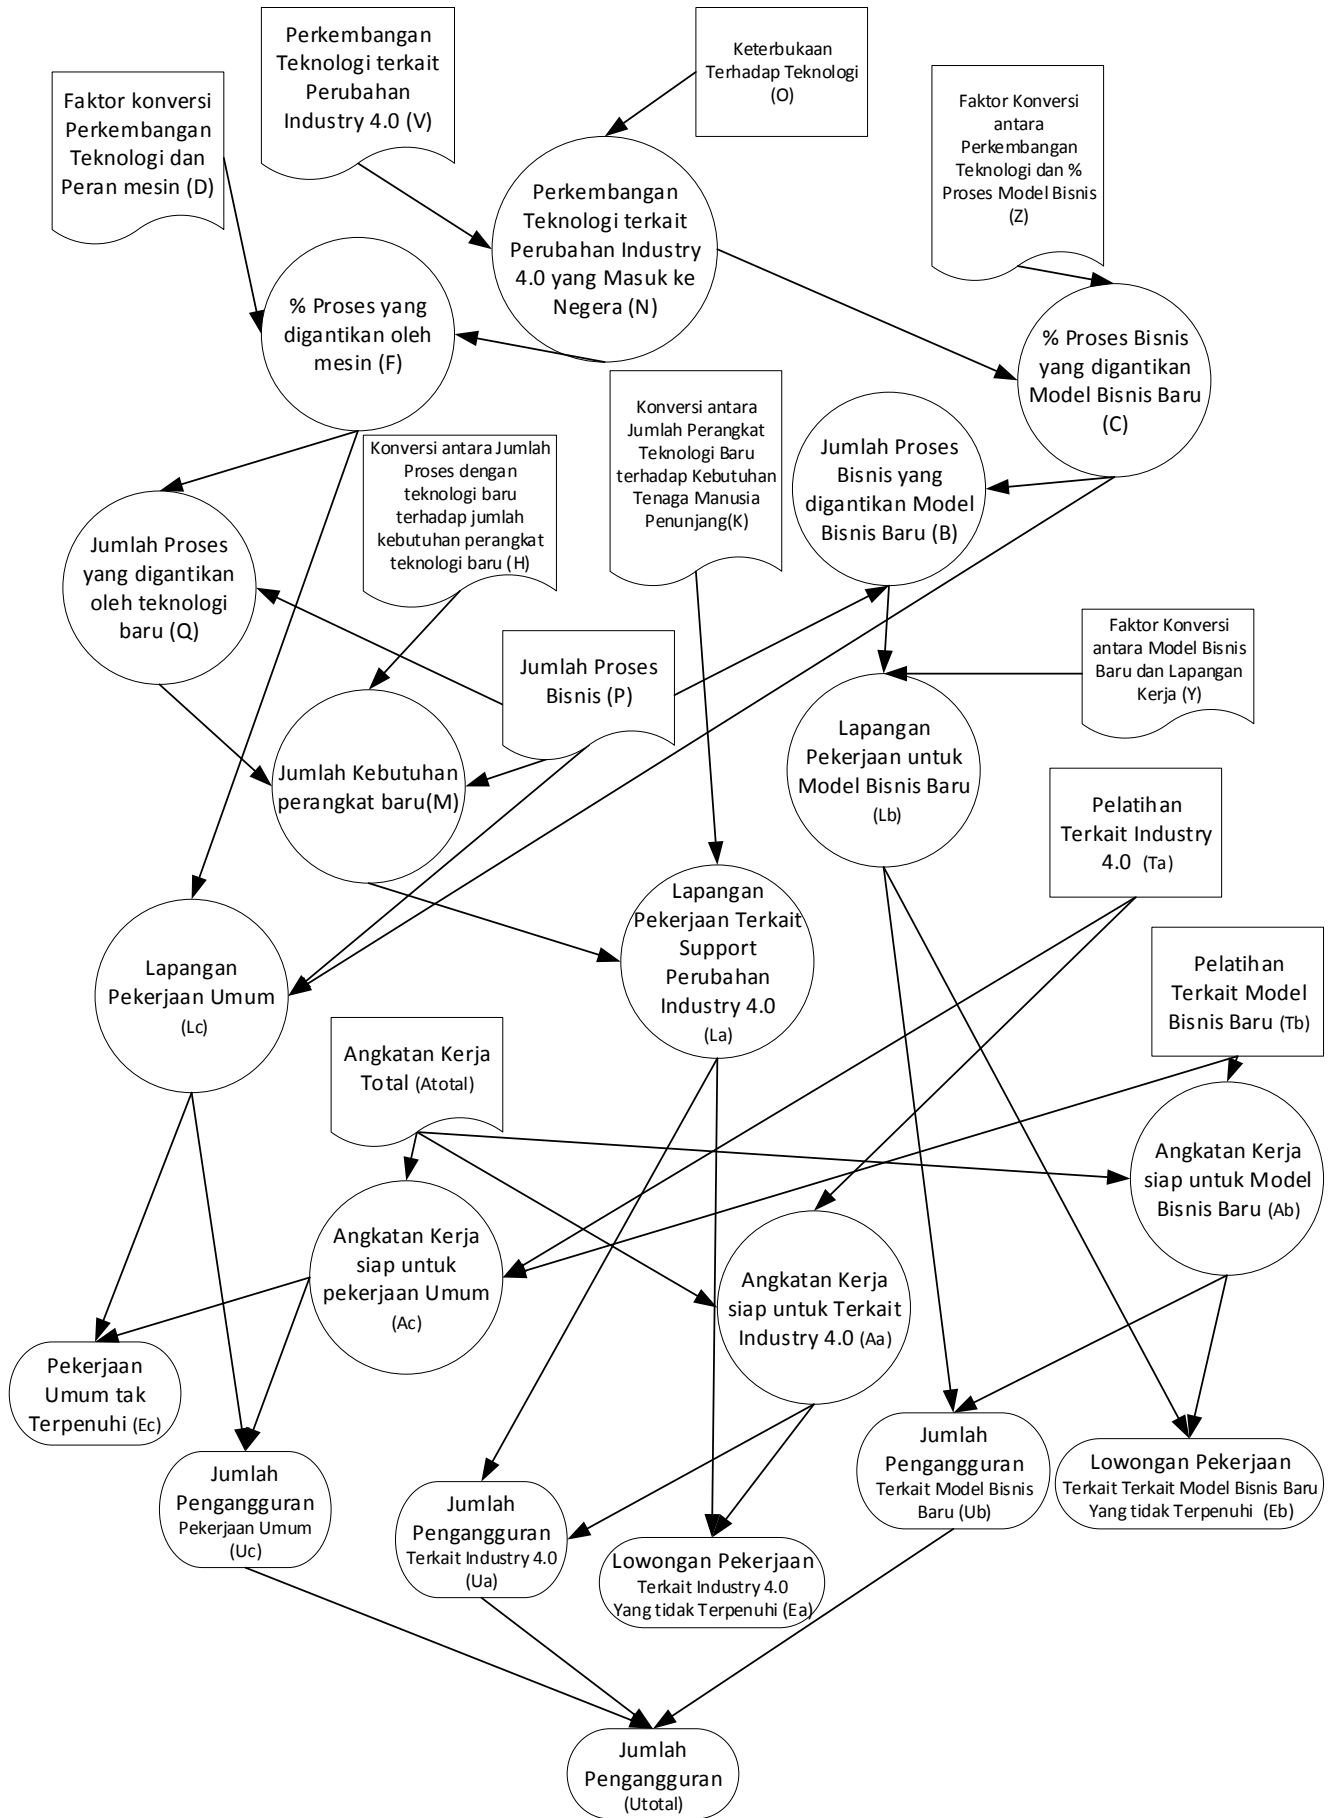 Perkembangan
Teknologi terkait
Perubahan
Industry 4.0 (V)
Keterbukaan
Terhadap Teknologi
(O)
Faktor konversi
Perkembangan
Teknologi dan
Peran mesin (D)
Faktor Konversi
antara
Perkembangan
Teknologi dan %
Proses Model Bisnis
(Z)
Perkembangan
Teknologi terkait
Perubahan Industry
4.0 yang Masuk ke
Negera (N)
% Proses yang
digantikan oleh
mesin (F)
% Proses Bisnis
yang digantikan
Model Bisnis Baru
(C)
Konversi antara
Jumlah Perangkat
Teknologi Baru
terhadap Kebutuhan
Tenaga Manusia
Penunjang(K)
Jumlah Proses
Bisnis yang
digantikan Model
Bisnis Baru (B)
Konversi antara Jumlah
Proses dengan
teknologi baru
terhadap jumlah
kebutuhan perangkat
teknologi baru (H)
Jumlah Proses
yang digantikan
oleh teknologi
baru (Q)
Jumlah Proses
Bisnis (P)
Faktor Konversi
antara Model Bisnis
Baru dan Lapangan
Kerja (Y)
Jumlah Kebutuhan
perangkat baru(M)
Lapangan
Pekerjaan untuk
Model Bisnis Baru
(Lb)
Pelatihan
Terkait Industry
4.0 (Ta)
Lapangan
Pekerjaan Umum
(Lc)
Lapangan
Pekerjaan Terkait
Support
Perubahan
Industry 4.0
(La)
Pelatihan
Terkait Model
Bisnis Baru (Tb)
Angkatan Kerja
Total (Atotal)
Angkatan Kerja
siap untuk Model
Bisnis Baru (Ab)
Angkatan Kerja
siap untuk
pekerjaan Umum
(Ac)
Angkatan Kerja
siap untuk Terkait
Industry 4.0 (Aa)
Pekerjaan
Umum tak
Terpenuhi (Ec)
Jumlah
Pengangguran
Pekerjaan Umum
(Uc)
Jumlah
Pengangguran
Terkait Industry 4.0
(Ua)
Lowongan Pekerjaan
Terkait Industry 4.0
Yang tidak Terpenuhi (Ea)
Jumlah
Pengangguran
Terkait Model Bisnis
Baru (Ub)
Lowongan Pekerjaan
Terkait Terkait Model Bisnis Baru
Yang tidak Terpenuhi (Eb)
Jumlah
Pengangguran
(Utotal)